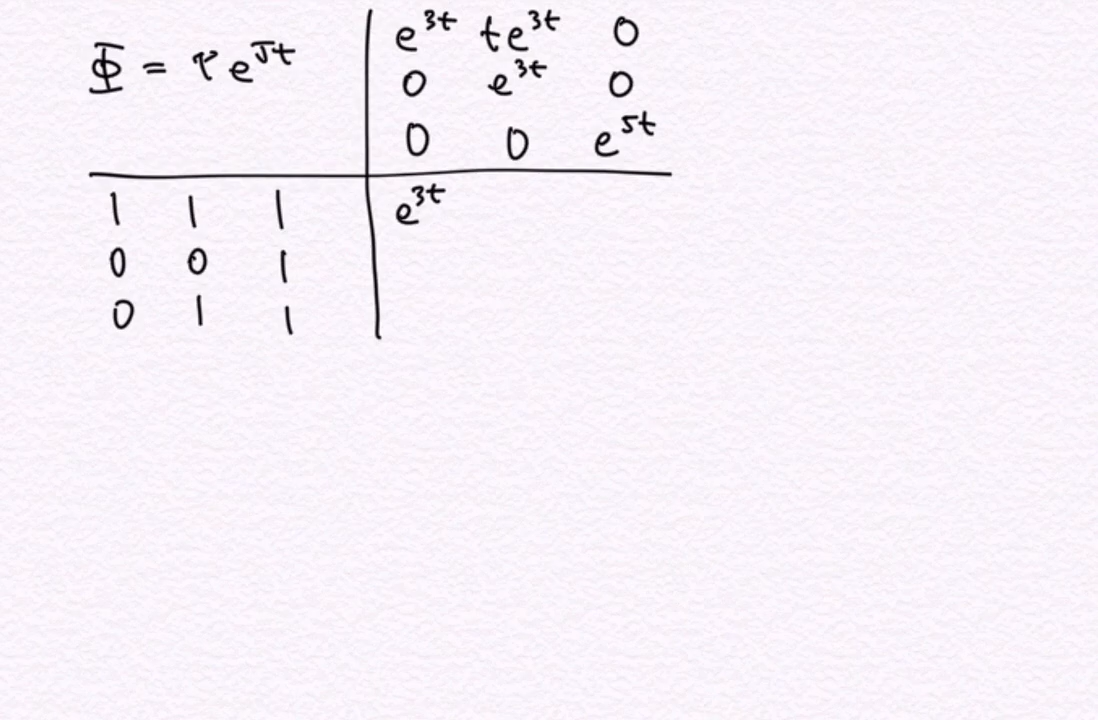 Φ = T e^{Jt}
e^{3t} te^{3t} 0
0 e^{3t} 0
0 0 e^{5t}
1 1 1 e^{3t}
0 0 1
0 1 1